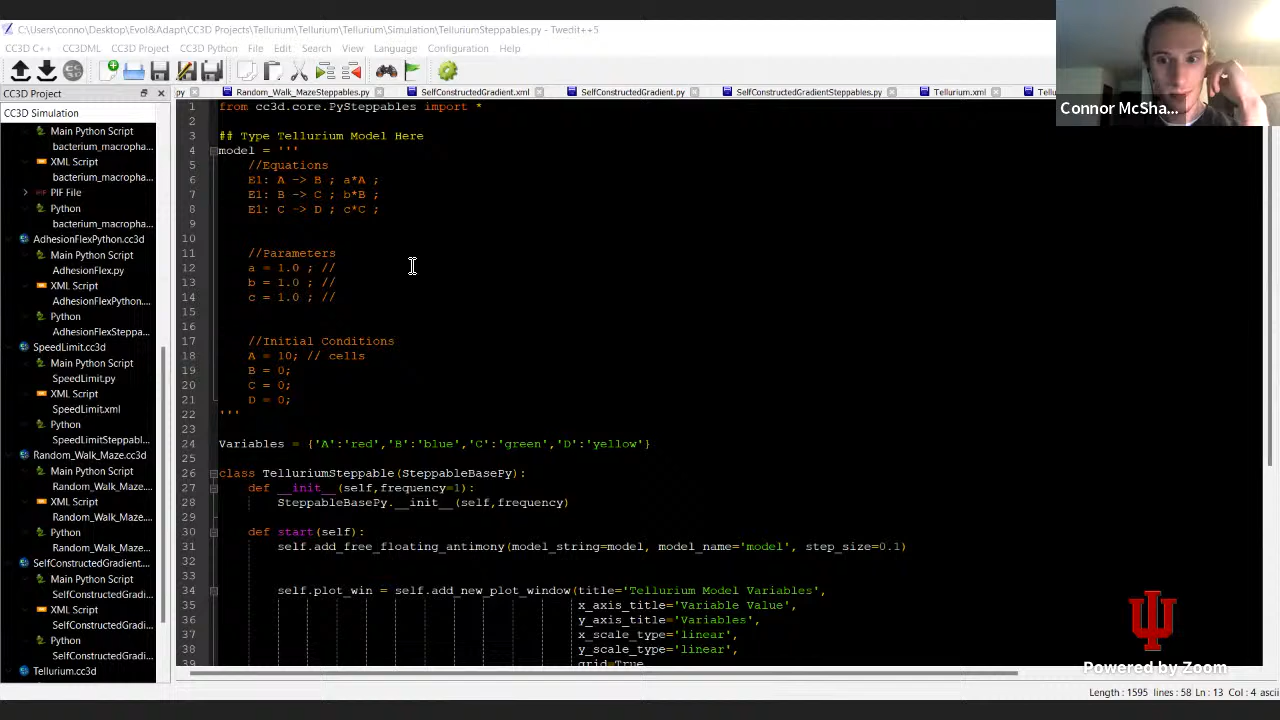 C:\Users\conno\Desktop\Evol&Adapt\CC3D Projects\Tellurium\Tellurium\Tellurium\Simulation\TelluriumSteppables.py - Twedit++5
CC3D C++ CC3DML CC3D Project CC3D Python File Edit Search View Language Configuration Help
CC3D Project
py Random_Walk_MazeSteppables.py SelfConstructedGradient.xml SelfConstructedGradient.py SelfConstructedGradientSteppables.py Tellurium.xml Tellu
CC3D Simulation
Main Python Script
bacterium_macropha...
XML Script
bacterium_macropha...
PIF File
Python
bacterium_macropha...
AdhesionFlexPython.cc3d
Main Python Script
AdhesionFlex.py
XML Script
AdhesionFlexPython....
Python
AdhesionFlexSteppa...
SpeedLimit.cc3d
Main Python Script
SpeedLimit.py
XML Script
SpeedLimit.xml
Python
SpeedLimitSteppabl...
Random_Walk_Maze.cc3d
Main Python Script
Random_Walk_Maze...
XML Script
Random_Walk_Maze...
Python
Random_Walk_Maze...
SelfConstructedGradient....
Main Python Script
SelfConstructedGradi...
XML Script
SelfConstructedGradi...
Python
SelfConstructedGradi...
Tellurium.cc3d
1 from cc3d.core.PySteppables import *
2
3 ## Type Tellurium Model Here
4 model = '''
5 //Equations
6 E1: A -> B ; a*A ;
7 E1: B -> C ; b*B ;
8 E1: C -> D ; c*C ;
9
10
11 //Parameters
12 a = 1.0 ; //
13 b = 1.0 ; //
14 c = 1.0 ; //
15
16
17 //Initial Conditions
18 A = 10; // cells
19 B = 0;
20 C = 0;
21 D = 0;
22 '''
23
24 Variables = {'A':'red','B':'blue','C':'green','D':'yellow'}
25
26 class TelluriumSteppable(SteppableBasePy):
27 def __init__(self,frequency=1):
28 SteppableBasePy.__init__(self,frequency)
29
30 def start(self):
31 self.add_free_floating_antimony(model_string=model, model_name='model', step_size=0.1)
32
33
34 self.plot_win = self.add_new_plot_window(title='Tellurium Model Variables',
35 x_axis_title='Variable Value',
36 y_axis_title='Variables',
37 x_scale_type='linear',
38 y_scale_type='linear',
39 grid=True
Connor McSha...
Powered by Zoom
Length : 1595 lines : 58 Ln : 13 Col : 4 ascii